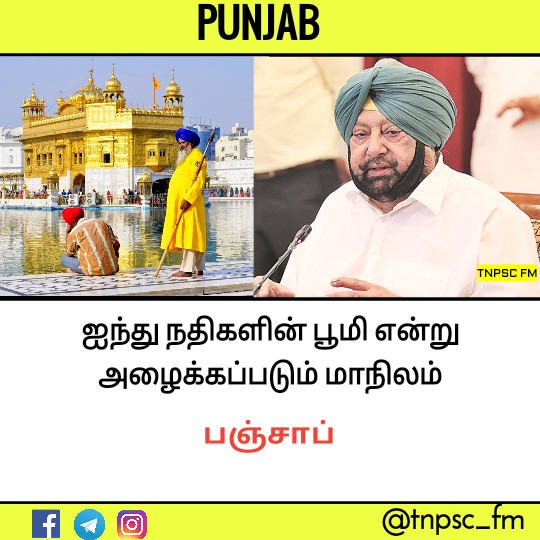 PUNJAB
TNPSC FM
ஐந்து நதிகளின் பூமி என்று
அழைக்கப்படும் மாநிலம்
பஞ்சாப்
@tnpsc_fm